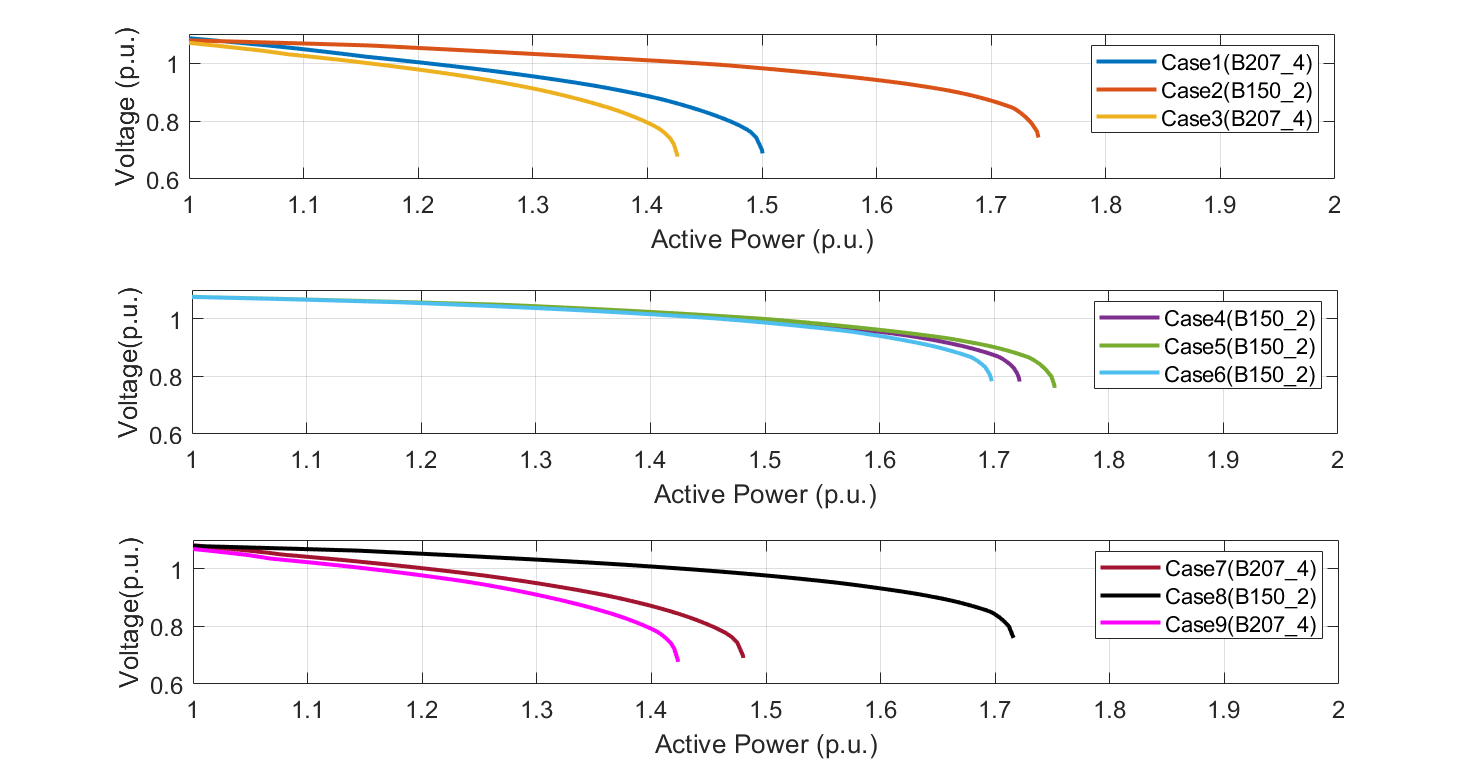 Voltage (p.u.)
1
0.8
0.6
Case1(B207_4)
Case2(B150_2)
Case3(B207_4)
1 1.1 1.2 1.3 1.4 1.5 1.6 1.7 1.8 1.9 2
Active Power (p.u.)
Voltage(p.u.)
1
0.8
0.6
Case4(B150_2)
Case5(B150_2)
Case6(B150_2)
1 1.1 1.2 1.3 1.4 1.5 1.6 1.7 1.8 1.9 2
Active Power (p.u.)
Voltage(p.u.)
1
0.8
0.6
Case7(B207_4)
Case8(B150_2)
Case9(B207_4)
1 1.1 1.2 1.3 1.4 1.5 1.6 1.7 1.8 1.9 2
Active Power (p.u.)